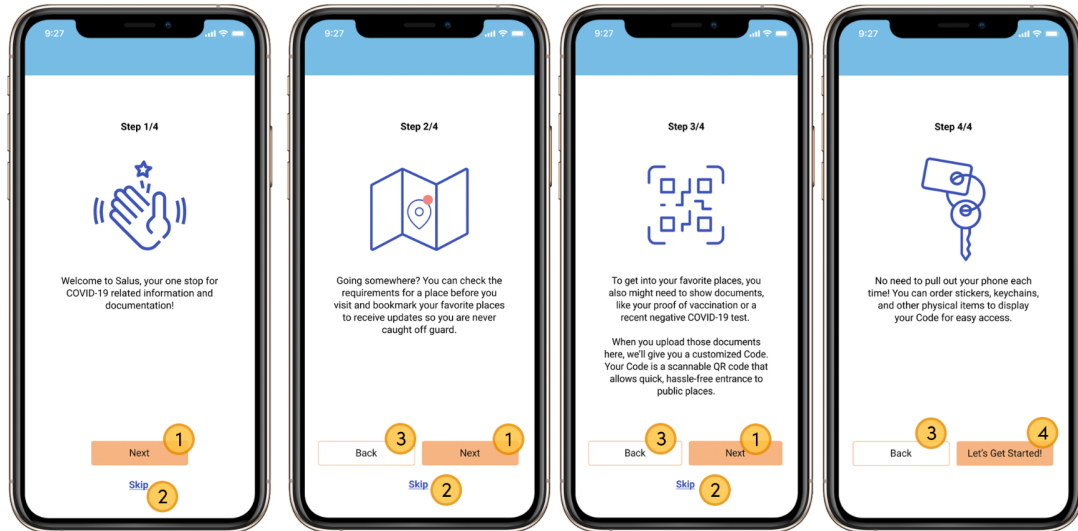 9:27
Step 1/4
Welcome to Salus, your one stop for
COVID-19 related information and
documentation!
1
Next
Skip
2
9:27
Step 2/4
Going somewhere? You can check the
requirements for a place before you
visit and bookmark your favorite places
to receive updates so you are never
caught off guard.
3
1
Back
Next
Skip
2
9:27
Step 3/4
To get into your favorite places, you
also might need to show documents,
like your proof of vaccination or a
recent negative COVID-19 test.
When you upload those documents
here, we'll give you a customized Code.
Your Code is a scannable QR code that
allows quick, hassle-free entrance to
public places.
3
1
Back
Next
Skip
2
9:27
Step 4/4
No need to pull out your phone each
time! You can order stickers, keychains,
and other physical items to display
your Code for easy access.
3
4
Back
Let's Get Started!